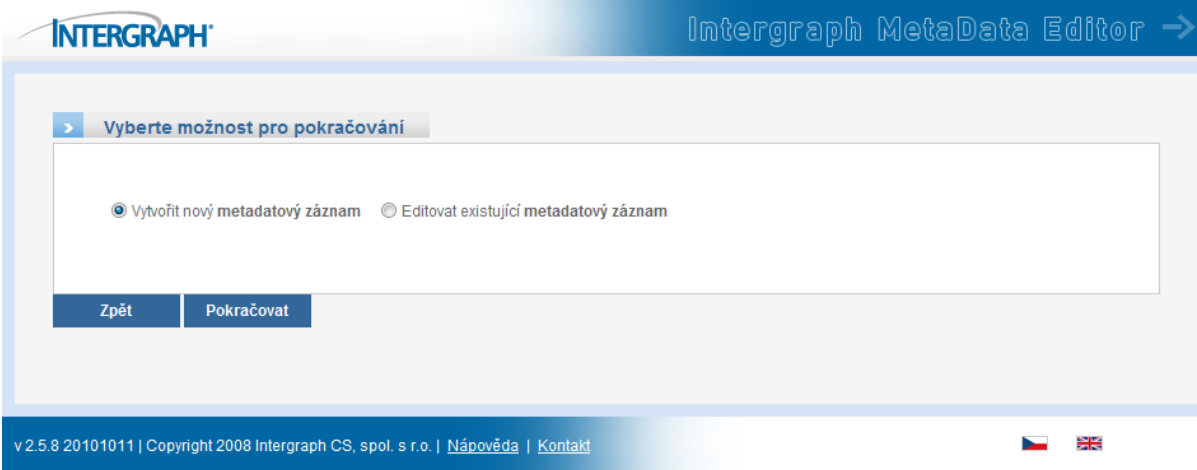 INTERGRAPH®
Intergraph MetaData Editor
Vyberte možnost pro pokračování
Vytvořit nový metadatový záznam Editovat existující metadatový záznam
Zpět Pokračovat
v 2.5.8 20101011 | Copyright 2008 Intergraph CS, spol. s r.o. | Nápověda | Kontakt